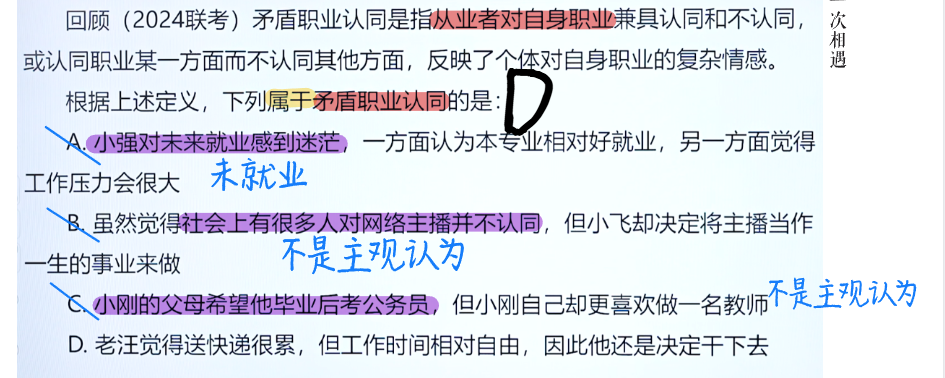 回顾（2024联考）矛盾职业认同是指从业者对自身职业兼具认同和不认同，
或认同职业某一方面而不认同其他方面，反映了个体对自身职业的复杂情感。
根据上述定义，下列属于矛盾职业认同的是：D
A. 小强对未来就业感到迷茫，一方面认为本专业相对好就业，另一方面觉得
工作压力会很大 未就业
B. 虽然觉得社会上有很多人对网络主播并不认同，但小飞却决定将主播当作
一生的事业来做 不是主观认为
C. 小刚的父母希望他毕业后考公务员，但小刚自己却更喜欢做一名教师 不是主观认为
D. 老汪觉得送快递很累，但工作时间相对自由，因此他还是决定干下去
次相遇